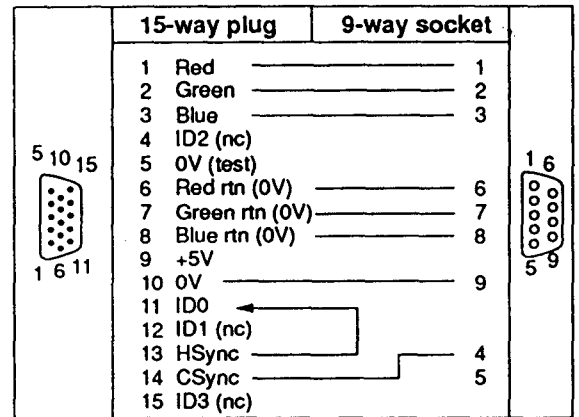 15-way plug 9-way socket
1 Red 1
2 Green 2
3 Blue 3
4 ID2 (nc)
5 0V (test)
6 Red rtn (0V) 6
7 Green rtn (0V) 7
8 Blue rtn (0V) 8
9 +5V
10 0V 9
11 ID0
12 ID1 (nc)
13 HSync 4
14 CSync 5
15 ID3 (nc)
5 10 15
1 6 11
1 6
5 9